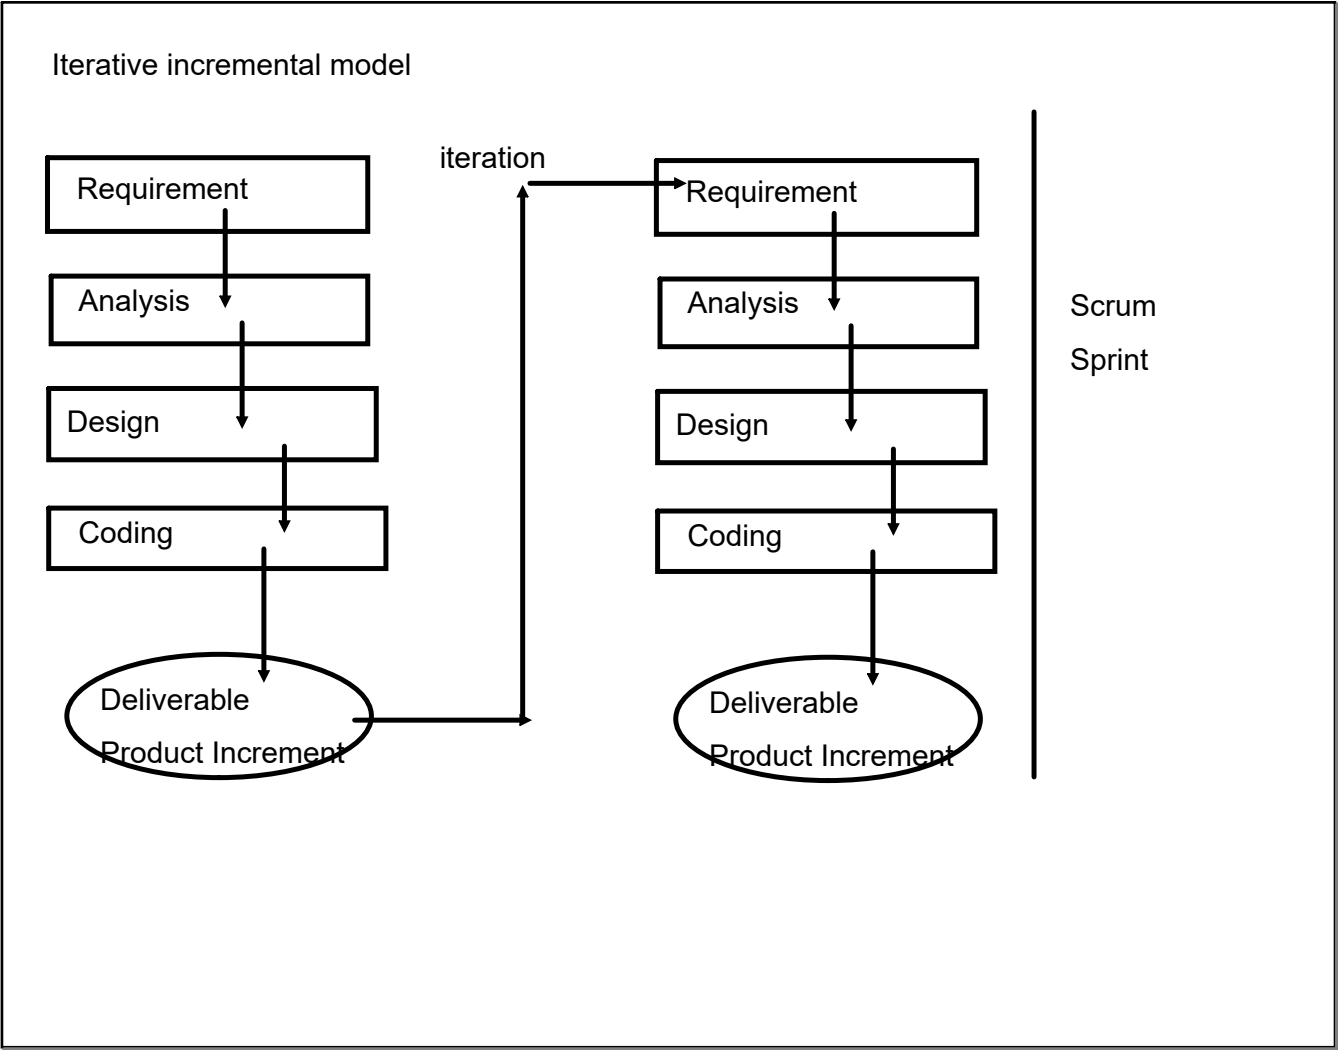 Iterative incremental model
Requirement
Analysis
Design
Coding
Deliverable
Product Increment
iteration
Requirement
Analysis
Design
Coding
Deliverable
Product Increment
Scrum
Sprint